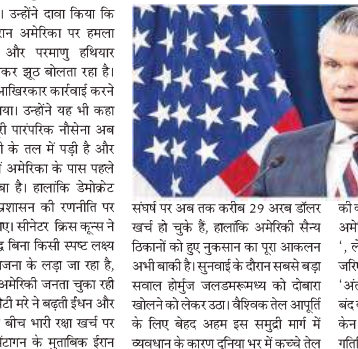 । उन्होंने दावा किया कि
रान अमेरिका पर हमला
और परमाणु हथियार
कर झूठ बोलता रहा है।
आखिरकार कार्रवाई करने
या। उन्होंने यह भी कहा
री पारंपरिक नौसेना अब
के तल में पड़ी है और
अमेरिका के पास पहले
है। हालांकि डेमोक्रेट
प्रशासन की रणनीति पर
ए। सीनेटर क्रिस कून्स ने
बिना किसी स्पष्ट लक्ष्य
जना के लड़ा जा रहा है,
अमेरिकी जनता चुका रही
पैटी मरे ने बढ़ती ईंधन और
बीच भारी रक्षा खर्च पर
टागन के मुताबिक ईरान
संघर्ष पर अब तक करीब 29 अरब डॉलर
खर्च हो चुके हैं, हालांकि अमेरिकी सैन्य
ठिकानों को हुए नुकसान का पूरा आकलन
अभी बाकी है। सुनवाई के दौरान सबसे बड़ा
सवाल होर्मुज जलडमरूमध्य को दोबारा
खोलने को लेकर उठा। वैश्विक तेल आपूर्ति
के लिए बेहद अहम इस समुद्री मार्ग में
व्यवधान के कारण दुनिया भर में कच्चे तेल
की
अमे
जरि
बंद
केन
गति